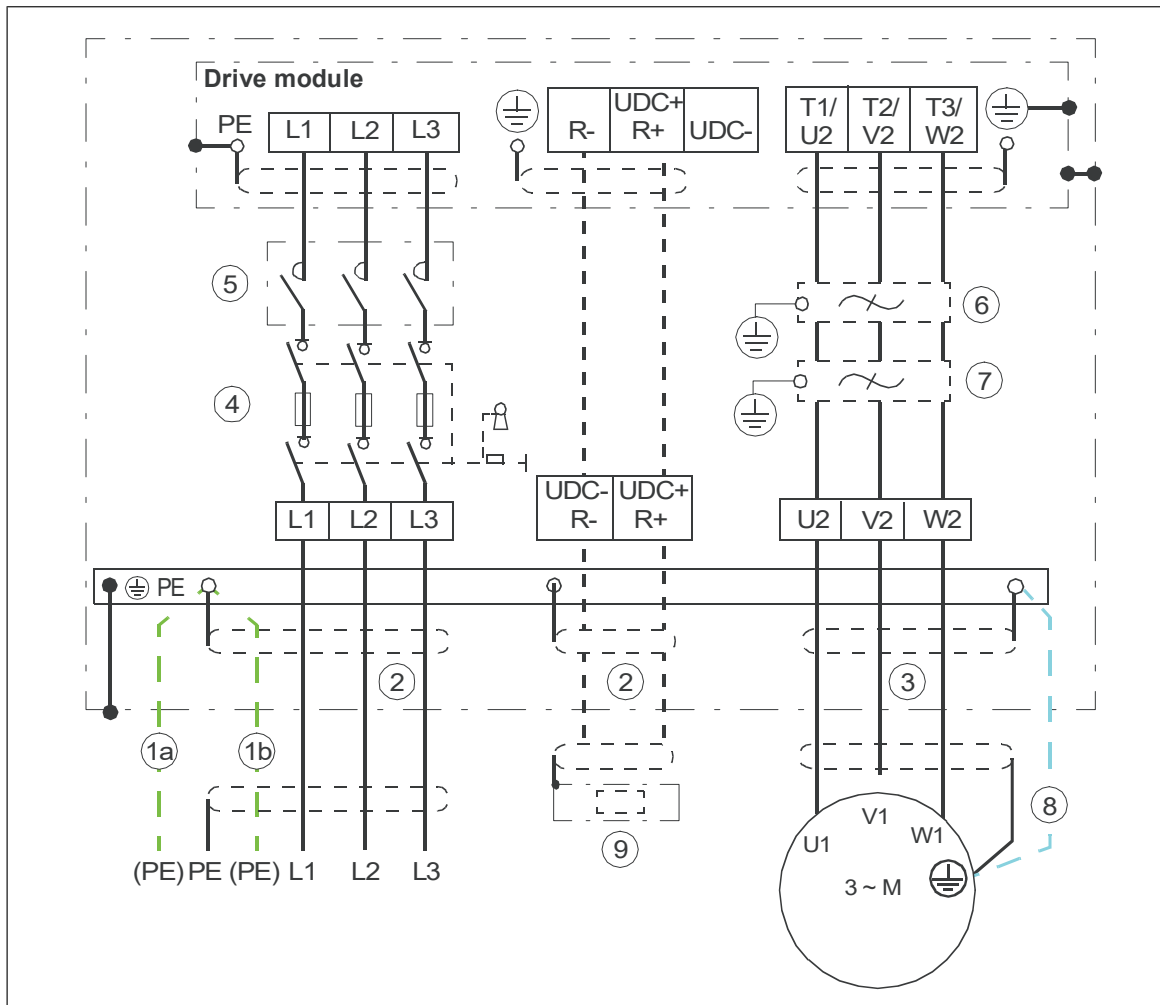 Drive module
PE
L1 L2 L3
R- UDC+ R+ UDC-
T1/ U2 T2/ V2 T3/ W2
5
6
7
4
UDC- R- UDC+ R+
L1 L2 L3
U2 V2 W2
PE
2
2
3
1a
1b
8
9
V1
U1 W1
3 ~ M
(PE) PE (PE) L1 L2 L3